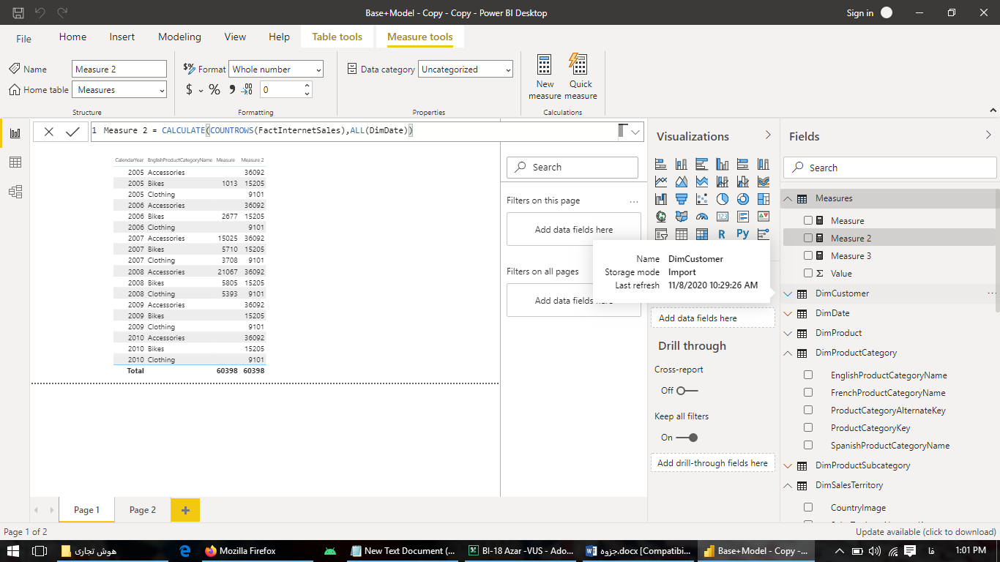 Base+Model - Copy - Copy - Power BI Desktop
Sign in
File
Home
Insert
Modeling
View
Help
Table tools
Measure tools
Name
Measure 2
Home table
Measures
Structure
$% Format
Whole number
$ % 9 .00
0
Formatting
Data category
Uncategorized
Properties
New measure
Quick measure
Calculations
1 Measure 2 = CALCULATE(COUNTROWS(FactInternetSales),ALL(DimDate))
CalendarYear EnglishProductCategoryName Measure Measure 2
2005 Accessories 36092
2005 Bikes 1013 15205
2005 Clothing 9101
2006 Accessories 36092
2006 Bikes 2677 15205
2006 Clothing 9101
2007 Accessories 15025 36092
2007 Bikes 5710 15205
2007 Clothing 3708 9101
2008 Accessories 21067 36092
2008 Bikes 5805 15205
2008 Clothing 5393 9101
2009 Accessories 36092
2009 Bikes 15205
2009 Clothing 9101
2010 Accessories 36092
2010 Bikes 15205
2010 Clothing 9101
Total 60398 60398
Search
Filters on this page ...
Add data fields here
Filters on all pages
Add data fields here
Visualizations
123
R
Py
Name DimCustomer
Storage mode Import
Last refresh 11/8/2020 10:29:26 AM
Add data fields here
Drill through
Cross-report
Off
Keep all filters
On
Add drill-through fields here
Fields
Search
Measures
Measure
Measure 2
Measure 3
Σ Value
DimCustomer ...
DimDate
DimProduct
DimProductCategory
EnglishProductCategoryName
FrenchProductCategoryName
ProductCategoryAlternateKey
ProductCategoryKey
SpanishProductCategoryName
DimProductSubcategory
DimSalesTerritory
CountryImage
Page 1
Page 2
+
Page 1 of 2
Update available (click to download)
هوش تجاری
Mozilla Firefox
New Text Document (...
BI-18 Azar -VUS - Ado...
جزوه.docx [Compatibi...
Base+Model - Copy -...
فا
1:01 PM